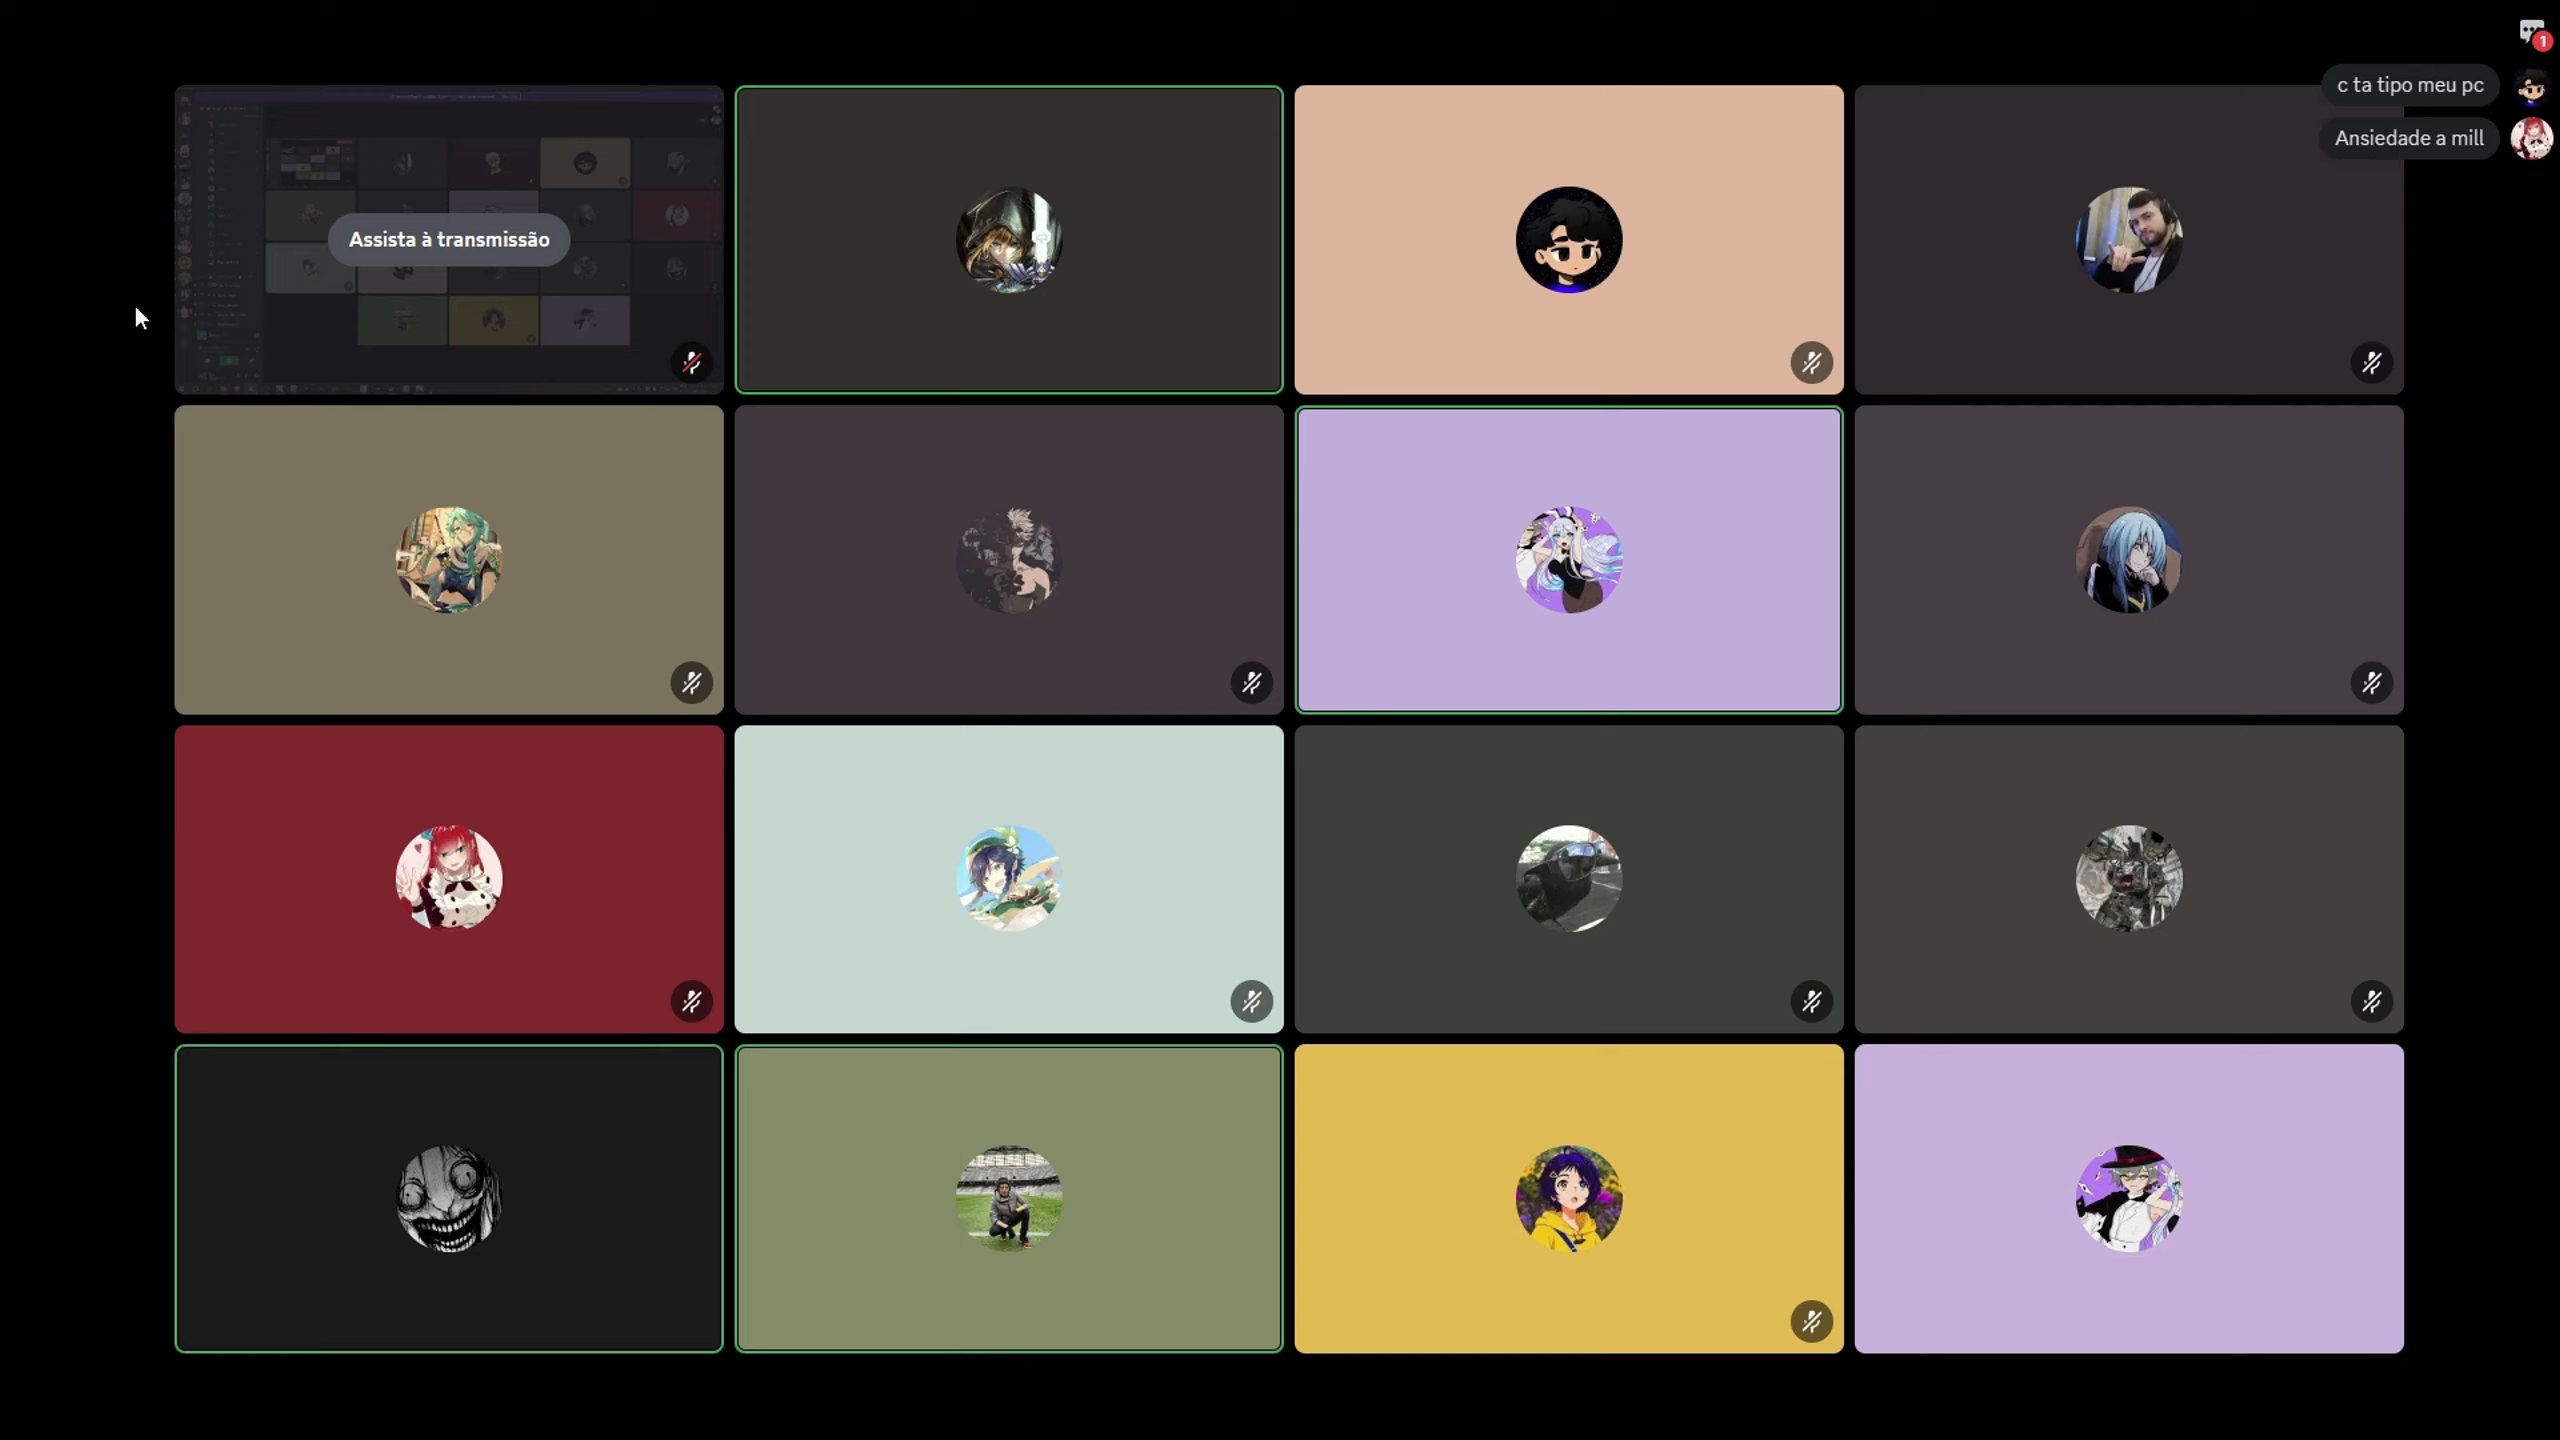 1
c ta tipo meu pc
Ansiedade a mill
Assista à transmissão